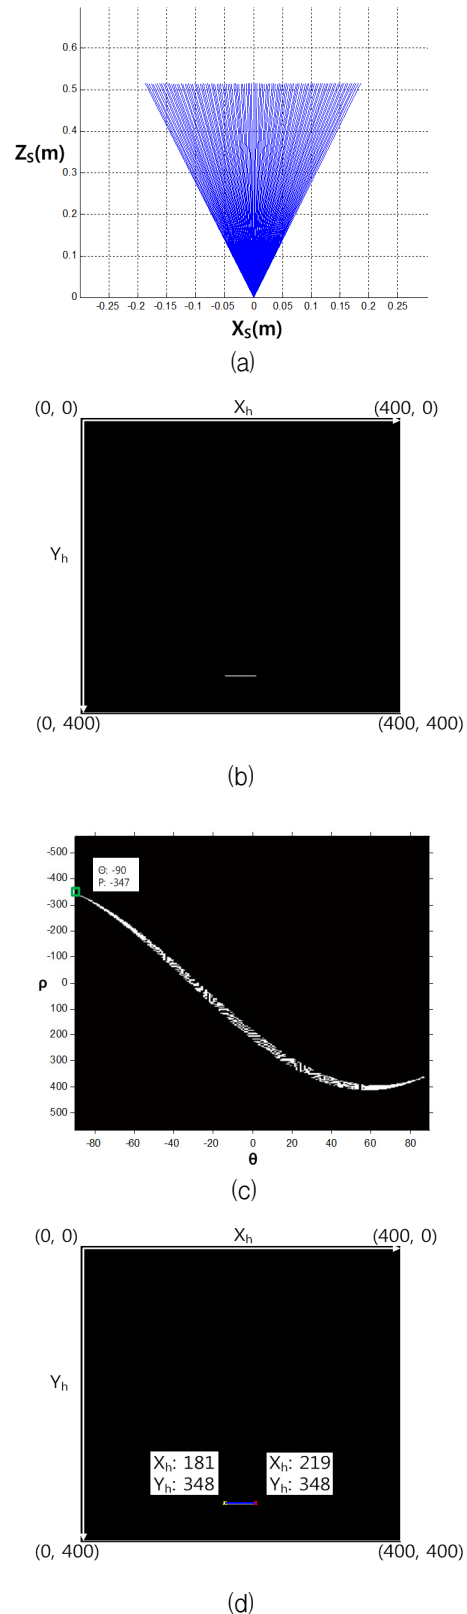 0.6
0.5
0.4
Zₛ(m)
0.3
0.2
0.1
0
-0.25 -0.2 -0.15 -0.1 -0.05 0 0.05 0.1 0.15 0.2 0.25
Xₛ(m)
(a)
(0, 0) Xₕ (400, 0)
Yₕ
(0, 400) (400, 400)
(b)
-500
-400
Θ: -90
P: -347
-300
-200
-100
ρ 0
100
200
300
400
500
-80 -60 -40 -20 0 20 40 60 80
θ
(c)
(0, 0) Xₕ (400, 0)
Yₕ
Xₕ: 181 Xₕ: 219
Yₕ: 348 Yₕ: 348
(0, 400) (400, 400)
(d)